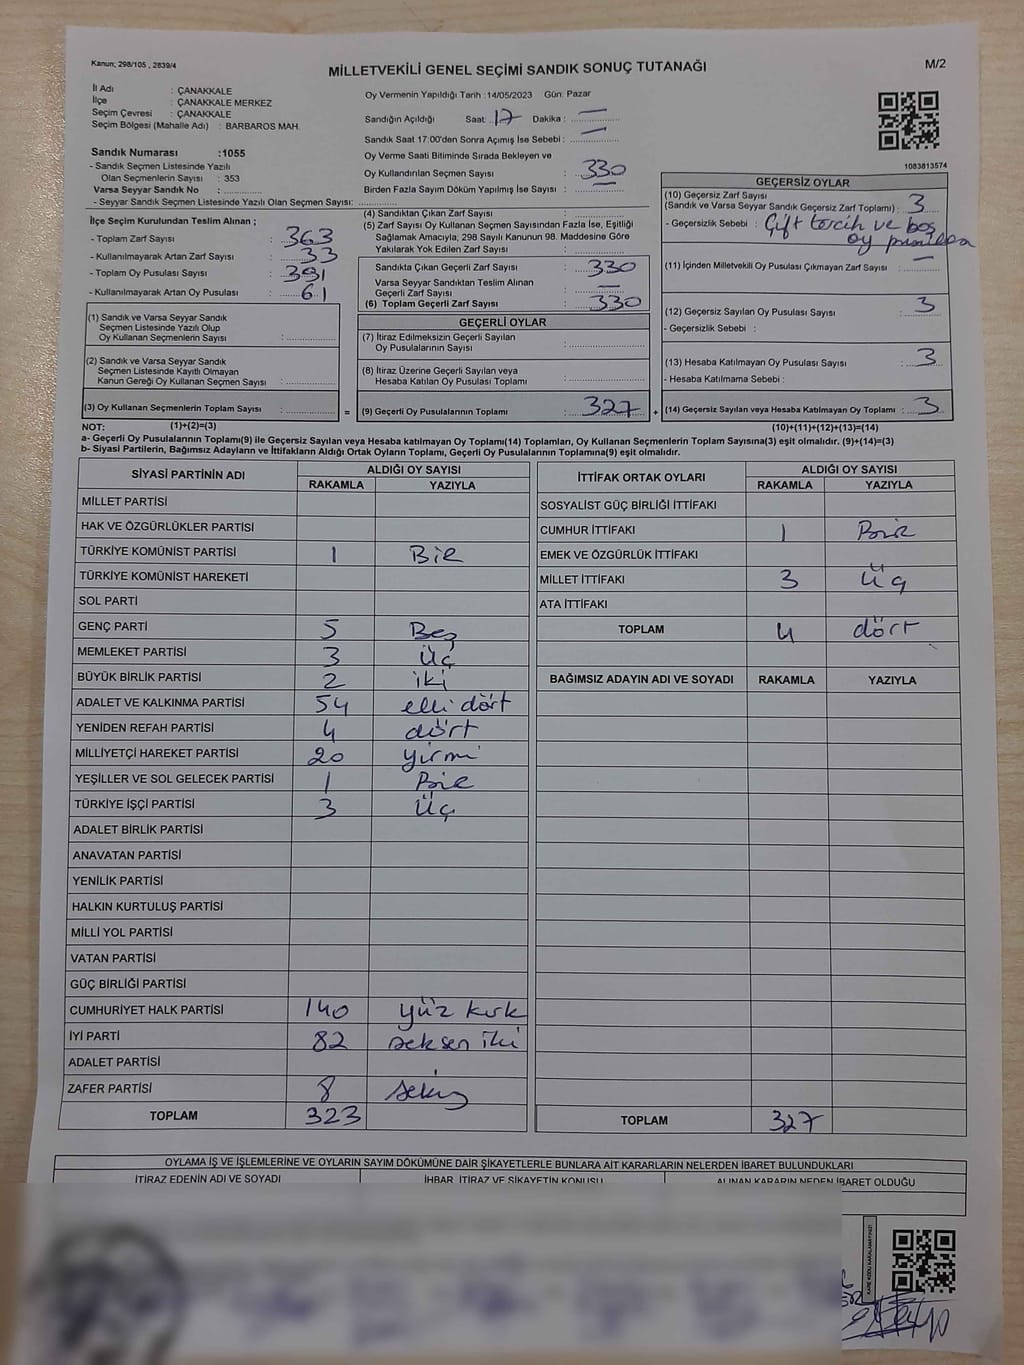 Kanun; 298/105 , 2839/4
MİLLETVEKİLİ GENEL SEÇİMİ SANDIK SONUÇ TUTANAĞI
M/2
İl Adı : ÇANAKKALE
İlçe : ÇANAKKALE MERKEZ
Seçim Çevresi : ÇANAKKALE
Seçim Bölgesi (Mahalle Adı) : BARBAROS MAH.
Sandık Numarası :1055
- Sandık Seçmen Listesinde Yazılı
Olan Seçmenlerin Sayısı : 353
Varsa Seyyar Sandık No :
- Seyyar Sandık Seçmen Listesinde Yazılı Olan Seçmen Sayısı:
Oy Vermenin Yapıldığı Tarih :14/05/2023 Gün: Pazar
Sandığın Açıldığı Saat: 17 Dakika : —
Sandık Saat 17:00'den Sonra Açımış İse Sebebi : —
Oy Verme Saati Bitiminde Sırada Bekleyen ve
Oy Kullandırılan Seçmen Sayısı : 330
Birden Fazla Sayım Döküm Yapılmış İse Sayısı : —
1083813574
İlçe Seçim Kurulundan Teslim Alınan ;
- Toplam Zarf Sayısı : 363
- Kullanılmayarak Artan Zarf Sayısı : 33
- Toplam Oy Pusulası Sayısı : 391
- Kullanılmayarak Artan Oy Pusulası : 61
(1) Sandık ve Varsa Seyyar Sandık
Seçmen Listesinde Yazılı Olup
Oy Kullanan Seçmenlerin Sayısı :
(2) Sandık ve Varsa Seyyar Sandık
Seçmen Listesinde Kayıtlı Olmayan
Kanun Gereği Oy Kullanan Seçmen Sayısı :
(3) Oy Kullanan Seçmenlerin Toplam Sayısı :
(4) Sandıktan Çıkan Zarf Sayısı :
(5) Zarf Sayısı Oy Kullanan Seçmen Sayısından Fazla İse, Eşitliği
Sağlamak Amacıyla, 298 Sayılı Kanunun 98. Maddesine Göre
Yakılarak Yok Edilen Zarf Sayısı :
Sandıkta Çıkan Geçerli Zarf Sayısı : 330
Varsa Seyyar Sandıktan Teslim Alınan
Geçerli Zarf Sayısı : —
(6) Toplam Geçerli Zarf Sayısı : 330
GEÇERLİ OYLAR
(7) İtiraz Edilmeksizin Geçerli Sayılan
Oy Pusulalarının Sayısı :
(8) İtiraz Üzerine Geçerli Sayılan veya
Hesaba Katılan Oy Pusulası Toplamı :
= (9) Geçerli Oy Pusulalarının Toplamı : 327 +
GEÇERSİZ OYLAR
(10) Geçersiz Zarf Sayısı
(Sandık ve Varsa Seyyar Sandık Geçersiz Zarf Toplamı) : 3
- Geçersizlik Sebebi : Çift tercih ve boş
oy pusulası
(11) İçinden Milletvekili Oy Pusulası Çıkmayan Zarf Sayısı : —
(12) Geçersiz Sayılan Oy Pusulası Sayısı : 3
- Geçersizlik Sebebi :
(13) Hesaba Katılmayan Oy Pusulası Sayısı : 3
- Hesaba Katılmama Sebebi :
(14) Geçersiz Sayılan veya Hesaba Katılmayan Oy Toplamı : 3
NOT: (1)+(2)=(3) (10)+(11)+(12)+(13)=(14)
a- Geçerli Oy Pusulalarının Toplamı(9) ile Geçersiz Sayılan veya Hesaba katılmayan Oy Toplamı(14) Toplamları, Oy Kullanan Seçmenlerin Toplam Sayısına(3) eşit olmalıdır. (9)+(14)=(3)
b- Siyasi Partilerin, Bağımsız Adayların ve İttifakların Aldığı Ortak Oyların Toplamı, Geçerli Oy Pusulalarının Toplamına(9) eşit olmalıdır.
SİYASİ PARTİNİN ADI ALDIĞI OY SAYISI
RAKAMLA YAZIYLA
MİLLET PARTİSİ
HAK VE ÖZGÜRLÜKLER PARTİSİ
TÜRKİYE KOMÜNİST PARTİSİ 1 Bir
TÜRKİYE KOMÜNİST HAREKETİ
SOL PARTİ
GENÇ PARTİ 5 Beş
MEMLEKET PARTİSİ 3 Üç
BÜYÜK BİRLİK PARTİSİ 2 iki
ADALET VE KALKINMA PARTİSİ 54 elli dört
YENİDEN REFAH PARTİSİ 4 dört
MİLLİYETÇİ HAREKET PARTİSİ 20 yirmi
YEŞİLLER VE SOL GELECEK PARTİSİ 1 Bir
TÜRKİYE İŞÇİ PARTİSİ 3 Üç
ADALET BİRLİK PARTİSİ
ANAVATAN PARTİSİ
YENİLİK PARTİSİ
HALKIN KURTULUŞ PARTİSİ
MİLLİ YOL PARTİSİ
VATAN PARTİSİ
GÜÇ BİRLİĞİ PARTİSİ
CUMHURİYET HALK PARTİSİ 140 yüz kırk
İYİ PARTİ 82 seksen iki
ADALET PARTİSİ
ZAFER PARTİSİ 8 sekiz
TOPLAM 323
İTTİFAK ORTAK OYLARI ALDIĞI OY SAYISI
RAKAMLA YAZIYLA
SOSYALİST GÜÇ BİRLİĞİ İTTİFAKI
CUMHUR İTTİFAKI 1 Bir
EMEK VE ÖZGÜRLÜK İTTİFAKI
MİLLET İTTİFAKI 3 Üç
ATA İTTİFAKI
TOPLAM 4 dört
BAĞIMSIZ ADAYIN ADI VE SOYADI RAKAMLA YAZIYLA
TOPLAM 327
OYLAMA İŞ VE İŞLEMLERİNE VE OYLARIN SAYIM DÖKÜMÜNE DAİR ŞİKAYETLERLE BUNLARA AİT KARARLARIN NELERDEN İBARET BULUNDUKLARI
İTİRAZ EDENİN ADI VE SOYADI İHBAR, İTİRAZ VE ŞİKAYETİN KONUSU ALINAN KARARIN NEDEN İBARET OLDUĞU
KARE KODU KARALAMAYINIZ!